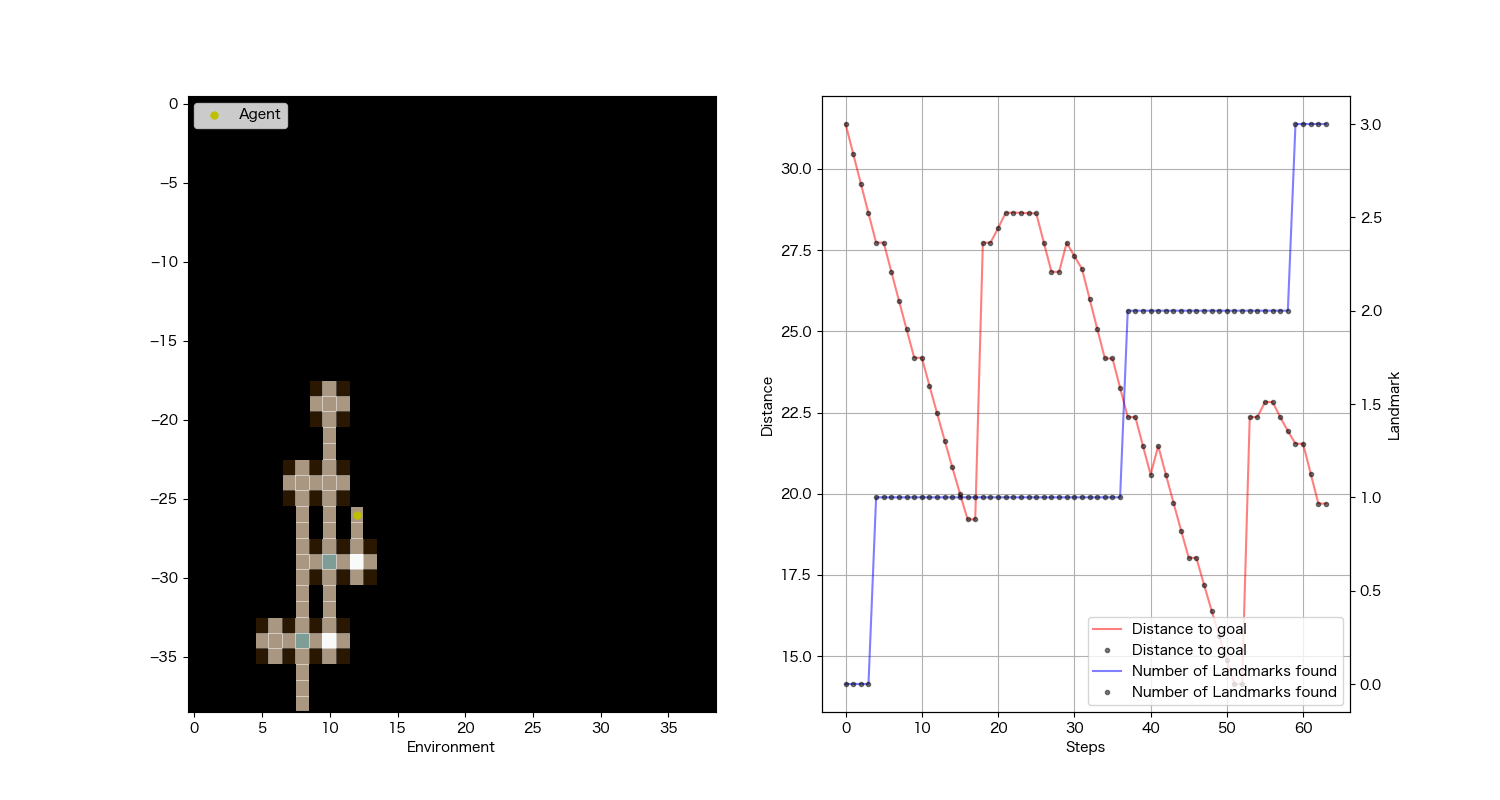 Agent
0
−5
−10
−15
−20
−25
−30
−35
0 5 10 15 20 25 30 35
Environment
30.0
27.5
25.0
22.5
20.0
17.5
15.0
Distance
0 10 20 30 40 50 60
Steps
3.0
2.5
2.0
1.5
1.0
0.5
0.0
Landmark
Distance to goal
Distance to goal
Number of Landmarks found
Number of Landmarks found